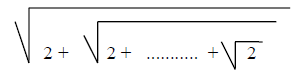 √(2 + √(2 + ........... + √2))